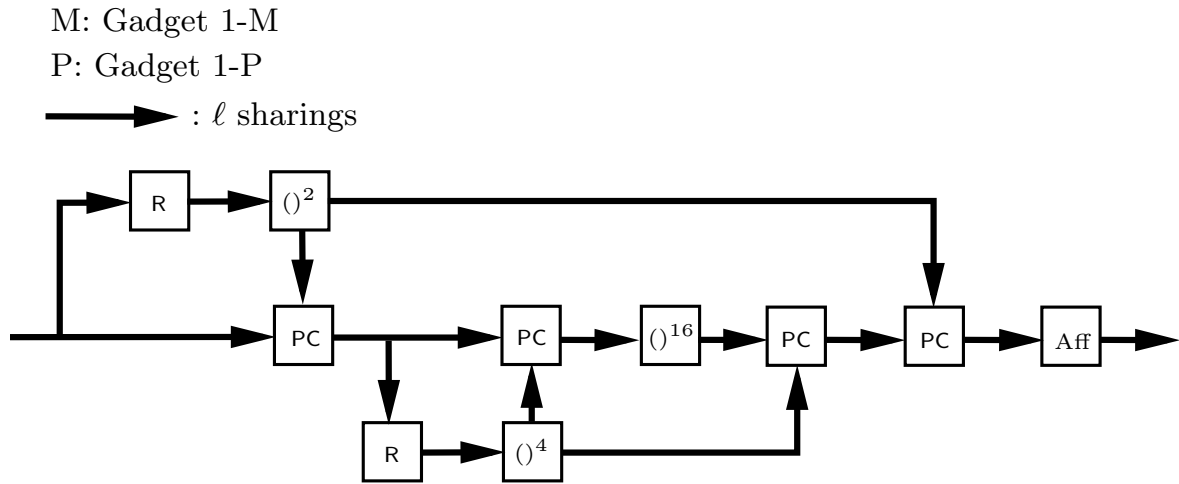 M: Gadget 1-M
P: Gadget 1-P
: ℓ sharings
R
()²
PC
PC
()¹⁶
PC
PC
Aff
R
()⁴